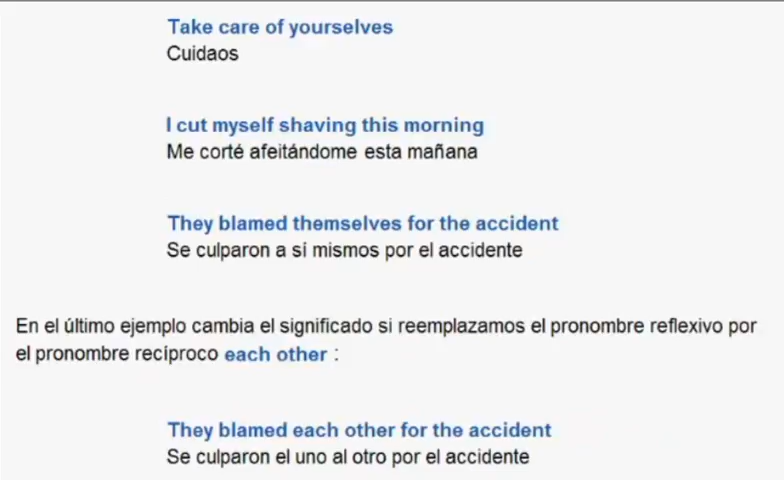 Take care of yourselves
Cuidaos
I cut myself shaving this morning
Me corté afeitándome esta mañana
They blamed themselves for the accident
Se culparon a sí mismos por el accidente
En el último ejemplo cambia el significado si reemplazamos el pronombre reflexivo por
el pronombre recíproco each other :
They blamed each other for the accident
Se culparon el uno al otro por el accidente